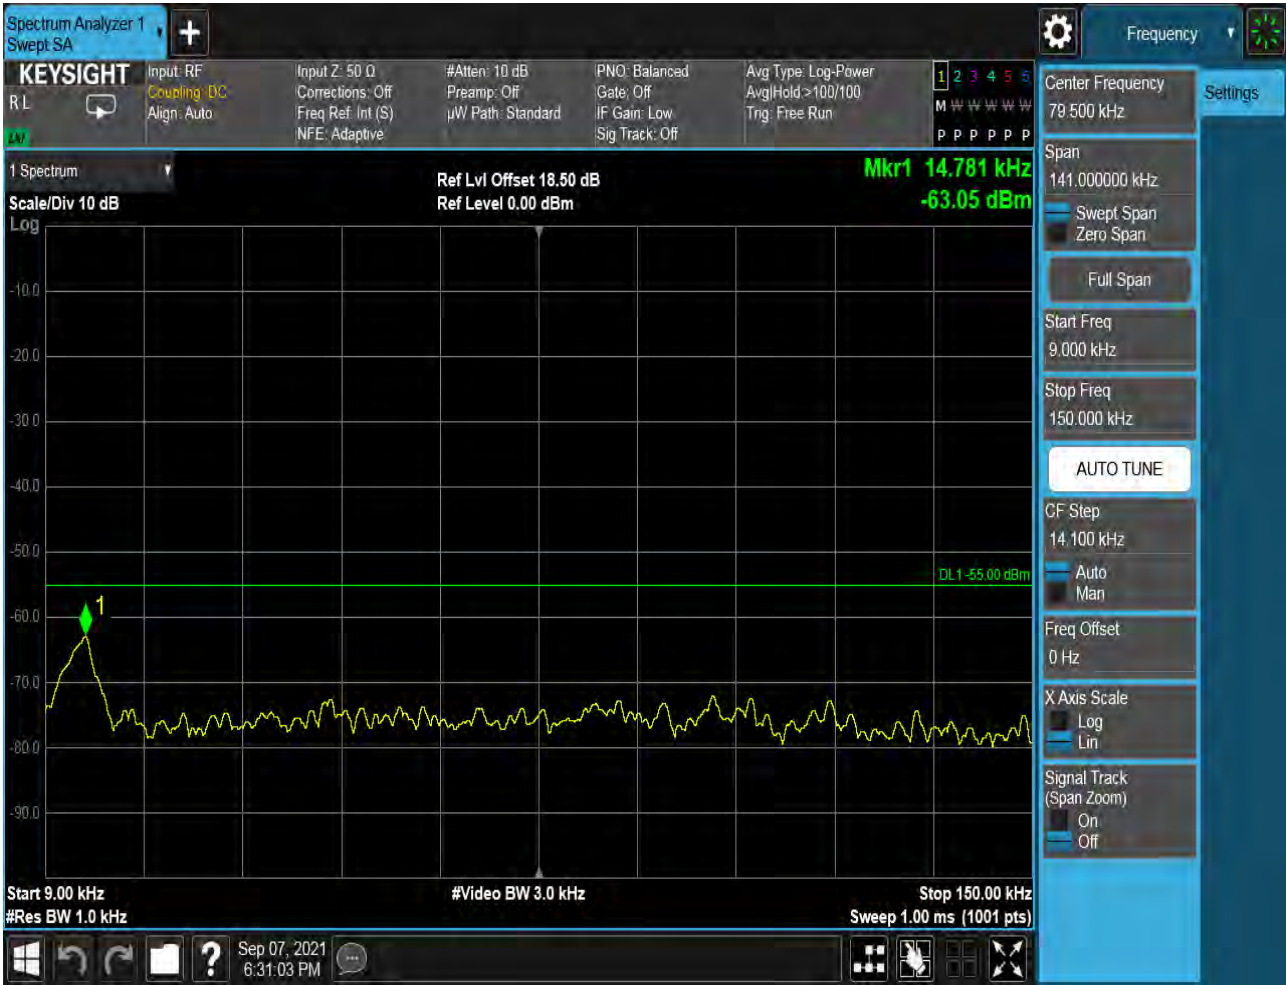 Spectrum Analyzer 1
Swept SA
+
Frequency
KEYSIGHT
R L
LXI
Input: RF
Coupling: DC
Align: Auto
Input Z: 50 Ω
Corrections: Off
Freq Ref: Int (S)
NFE: Adaptive
#Atten: 10 dB
Preamp: Off
µW Path: Standard
PNO: Balanced
Gate: Off
IF Gain: Low
Sig Track: Off
Avg Type: Log-Power
Avg|Hold:>100/100
Trig: Free Run
1 2 3 4 5 6
M W W W W W
P P P P P P
1 Spectrum
Scale/Div 10 dB
Log
Ref Lvl Offset 18.50 dB
Ref Level 0.00 dBm
Mkr1 14.781 kHz
-63.05 dBm
-10.0
-20.0
-30.0
-40.0
-50.0
DL1 -55.00 dBm
1
-60.0
-70.0
-80.0
-90.0
Start 9.00 kHz
#Res BW 1.0 kHz
#Video BW 3.0 kHz
Stop 150.00 kHz
Sweep 1.00 ms (1001 pts)
Center Frequency
79.500 kHz
Settings
Span
141.000000 kHz
Swept Span
Zero Span
Full Span
Start Freq
9.000 kHz
Stop Freq
150.000 kHz
AUTO TUNE
CF Step
14.100 kHz
Auto
Man
Freq Offset
0 Hz
X Axis Scale
Log
Lin
Signal Track
(Span Zoom)
On
Off
?
Sep 07, 2021
6:31:03 PM